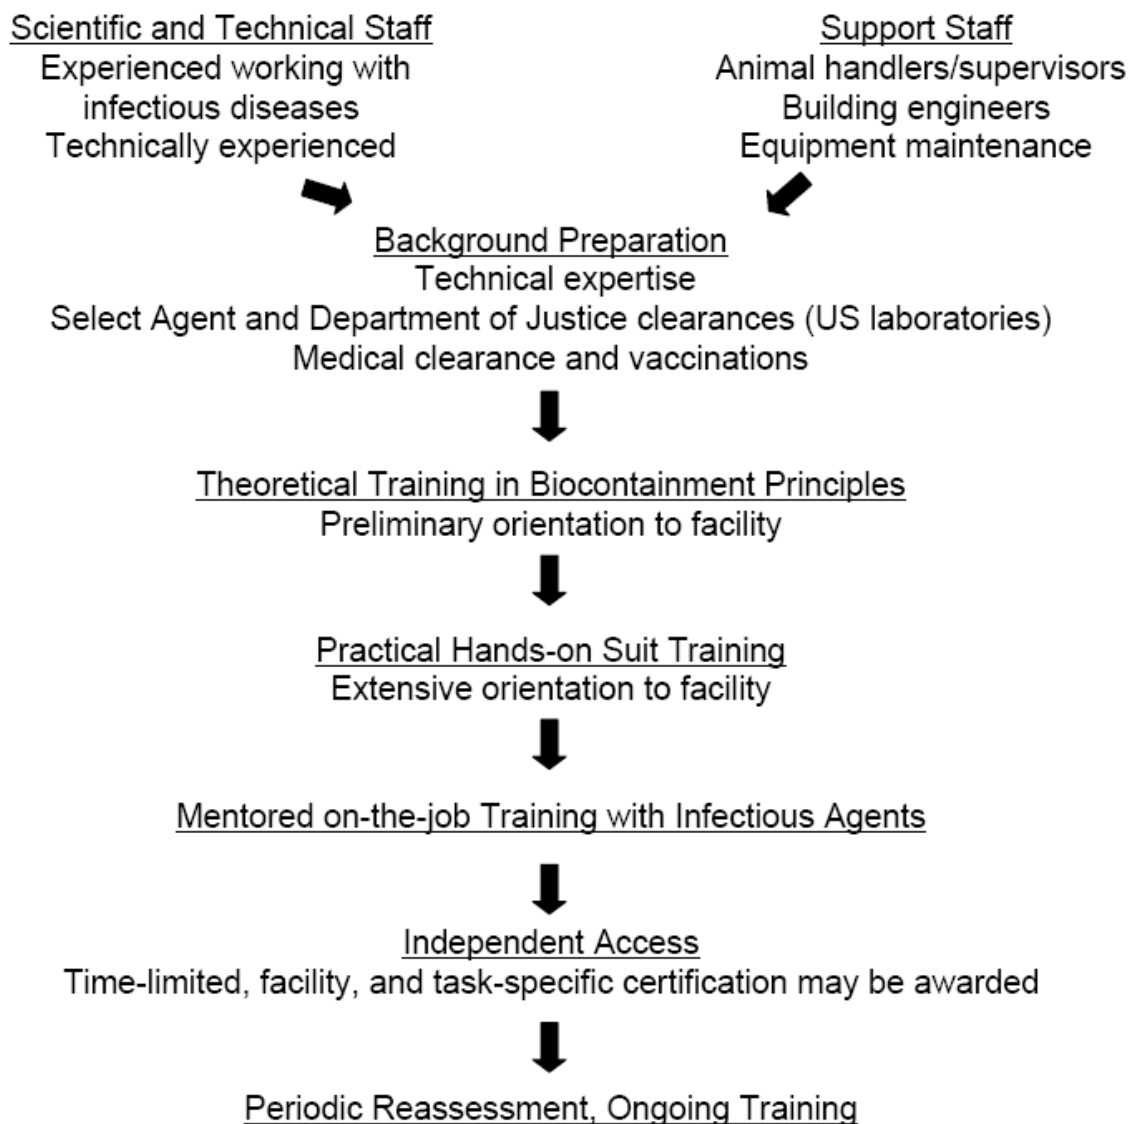 Scientific and Technical Staff
Experienced working with
infectious diseases
Technically experienced
Support Staff
Animal handlers/supervisors
Building engineers
Equipment maintenance
Background Preparation
Technical expertise
Select Agent and Department of Justice clearances (US laboratories)
Medical clearance and vaccinations
Theoretical Training in Biocontainment Principles
Preliminary orientation to facility
Practical Hands-on Suit Training
Extensive orientation to facility
Mentored on-the-job Training with Infectious Agents
Independent Access
Time-limited, facility, and task-specific certification may be awarded
Periodic Reassessment, Ongoing Training